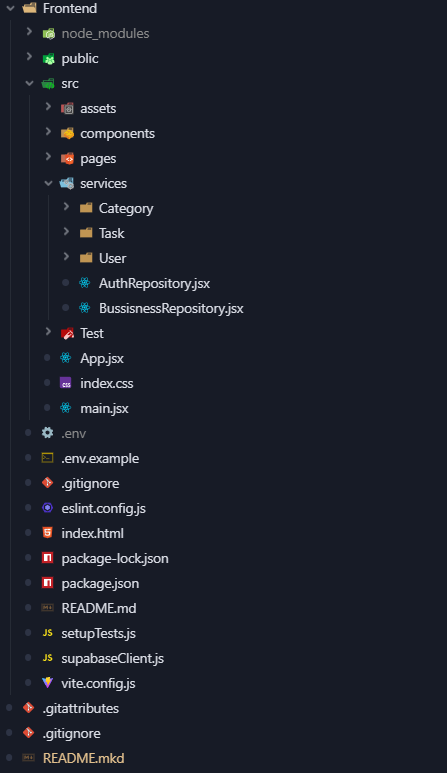 Frontend
node_modules
public
src
assets
components
pages
services
Category
Task
User
AuthRepository.jsx
BussisnessRepository.jsx
Test
App.jsx
index.css
main.jsx
.env
.env.example
.gitignore
eslint.config.js
index.html
package-lock.json
package.json
README.md
JS setupTests.js
JS supabaseClient.js
vite.config.js
.gitattributes
.gitignore
README.mkd